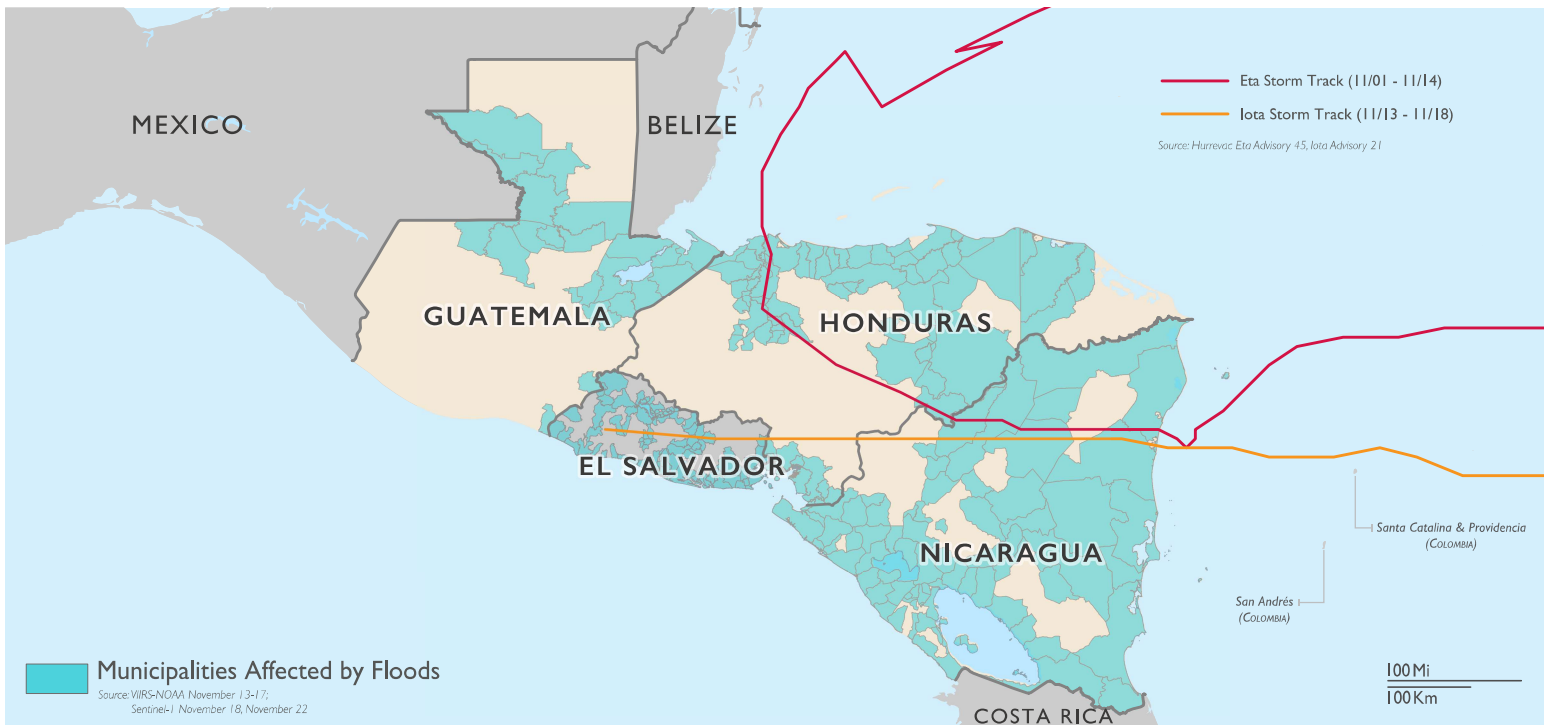 MEXICO
BELIZE
Eta Storm Track (11/01 - 11/14)
Iota Storm Track (11/13 - 11/18)
Source: Hurrevac Eta Advisory 45, Iota Advisory 21
GUATEMALA
HONDURAS
EL SALVADOR
NICARAGUA
Santa Catalina & Providencia
(COLOMBIA)
San Andrés
(COLOMBIA)
Municipalities Affected by Floods
Source: VIIRS-NOAA November 13-17;
Sentinel-1 November 18, November 22
100 Mi
100 Km
COSTA RICA